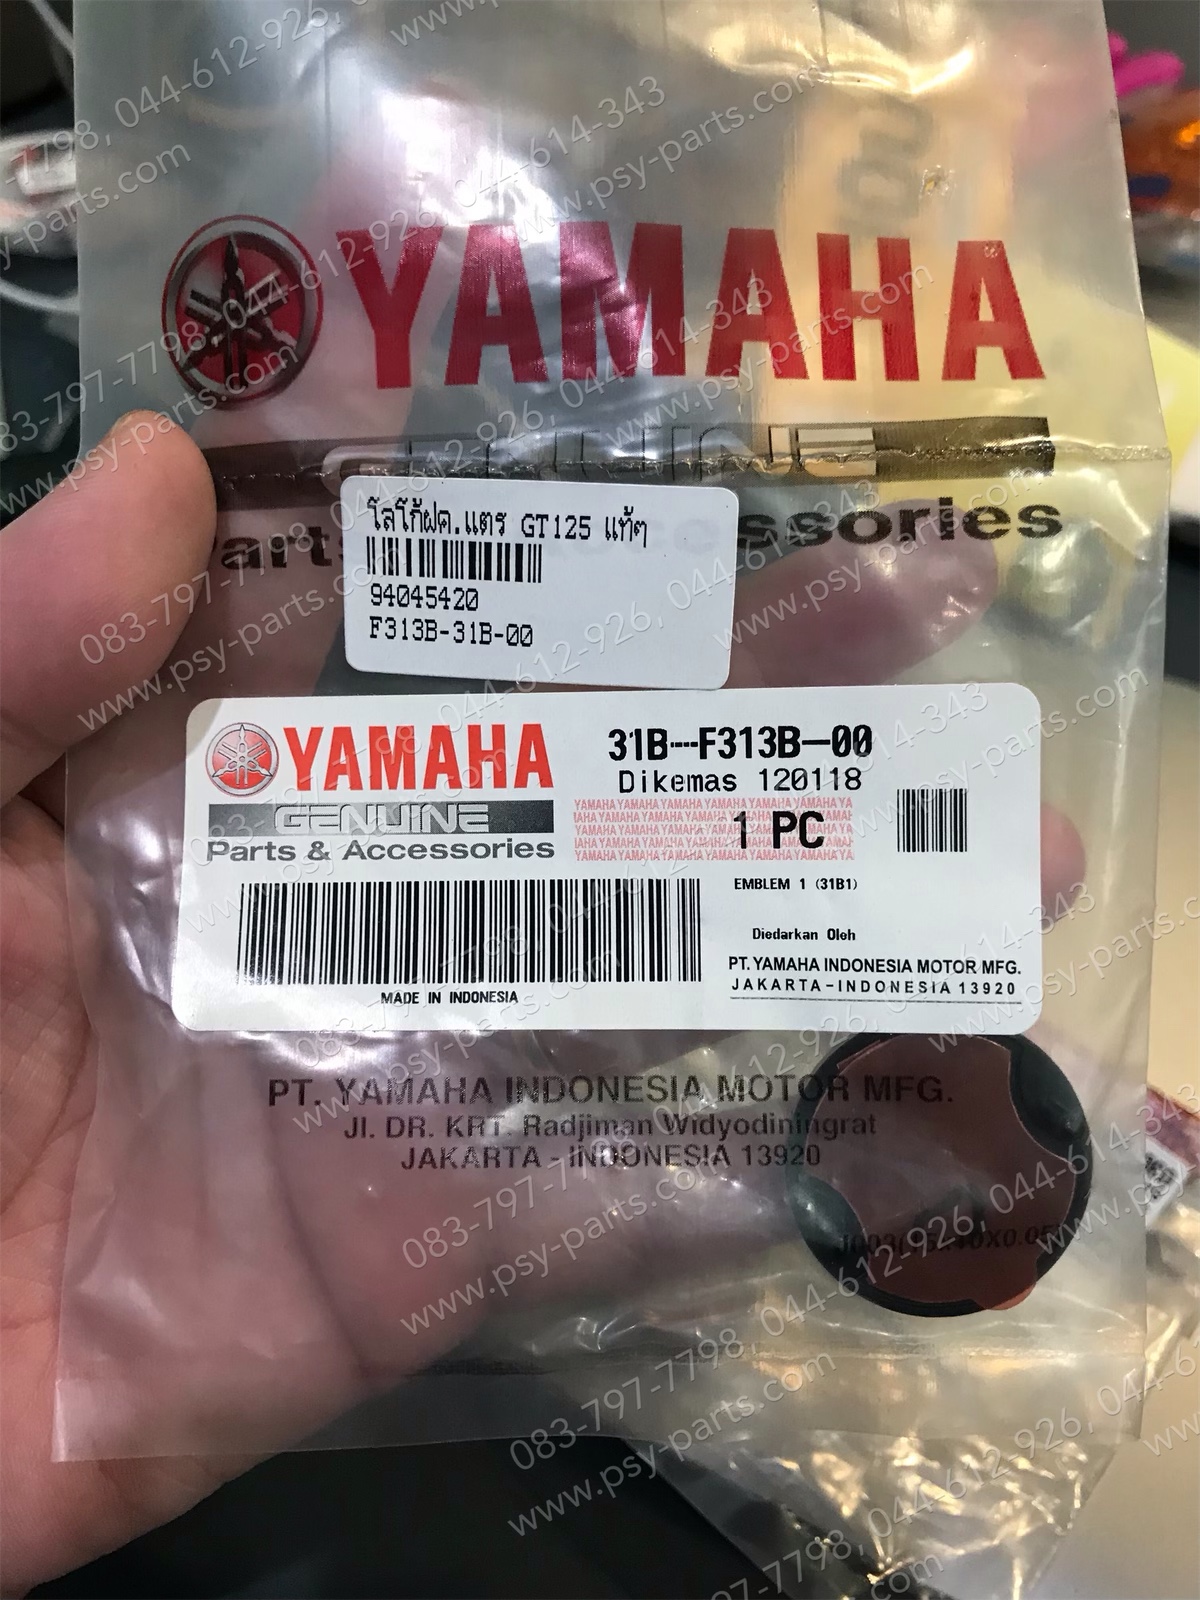 YAMAHA
GENUINE
Parts & Accessories
โลโก้ฝค.แตร GT125 แท้ๆ
94045420
F313B-31B-00
YAMAHA
GENUINE
Parts & Accessories
31B-F313B-00
Dikemas 120118
1 PC
EMBLEM 1 (31B1)
Diedarkan Oleh
PT. YAMAHA INDONESIA MOTOR MFG.
JAKARTA - INDONESIA 13920
MADE IN INDONESIA
PT. YAMAHA INDONESIA MOTOR MFG.
Jl. DR. KRT. Radjiman Widyodiningrat
JAKARTA - INDONESIA 13920
083-797-7798, 044-612-926, 044-614-343
www.psy-parts.com